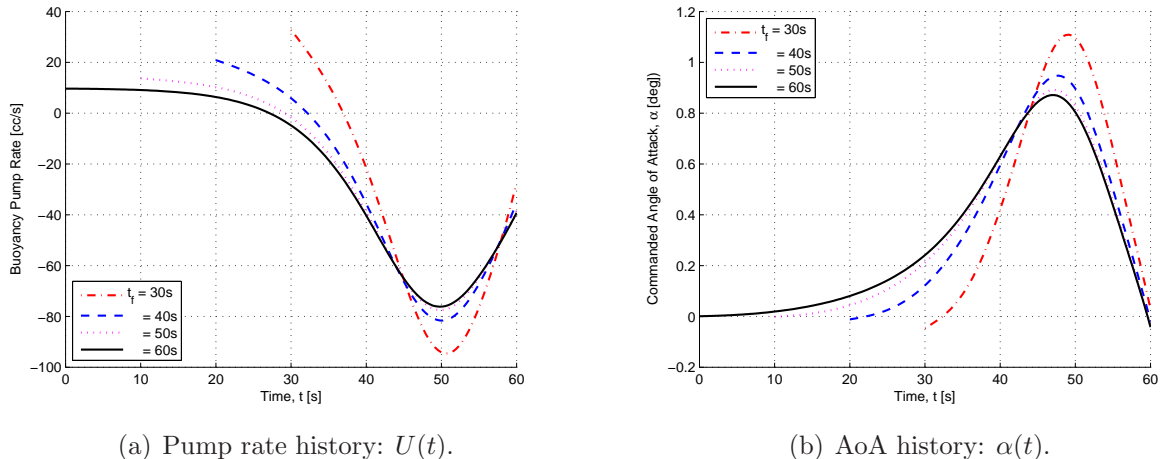 40
20
0
−20
−40
−60
−80
−100
0
10
20
30
40
50
60
Time, t [s]
Buoyancy Pump Rate [cc/s]
t_f = 30s
= 40s
= 50s
= 60s
(a) Pump rate history: U(t).
1.2
1
0.8
0.6
0.4
0.2
0
−0.2
0
10
20
30
40
50
60
Time, t [s]
Commanded Angle of Attack, α [deg])
t_f = 30s
= 40s
= 50s
= 60s
(b) AoA history: α(t).